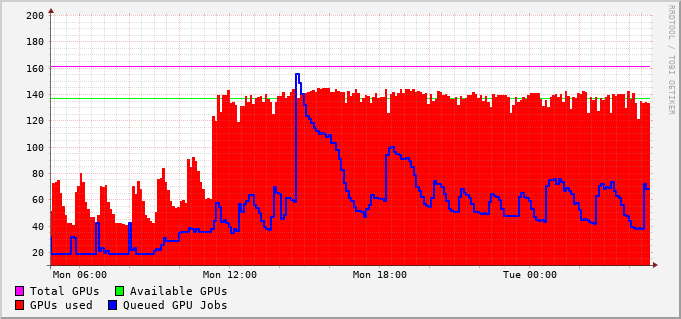 200
180
160
140
120
100
80
60
40
20
Mon 06:00 Mon 12:00 Mon 18:00 Tue 00:00
Total GPUs Available GPUs
GPUs used Queued GPU Jobs
RRDTOOL / TOBI OETIKER